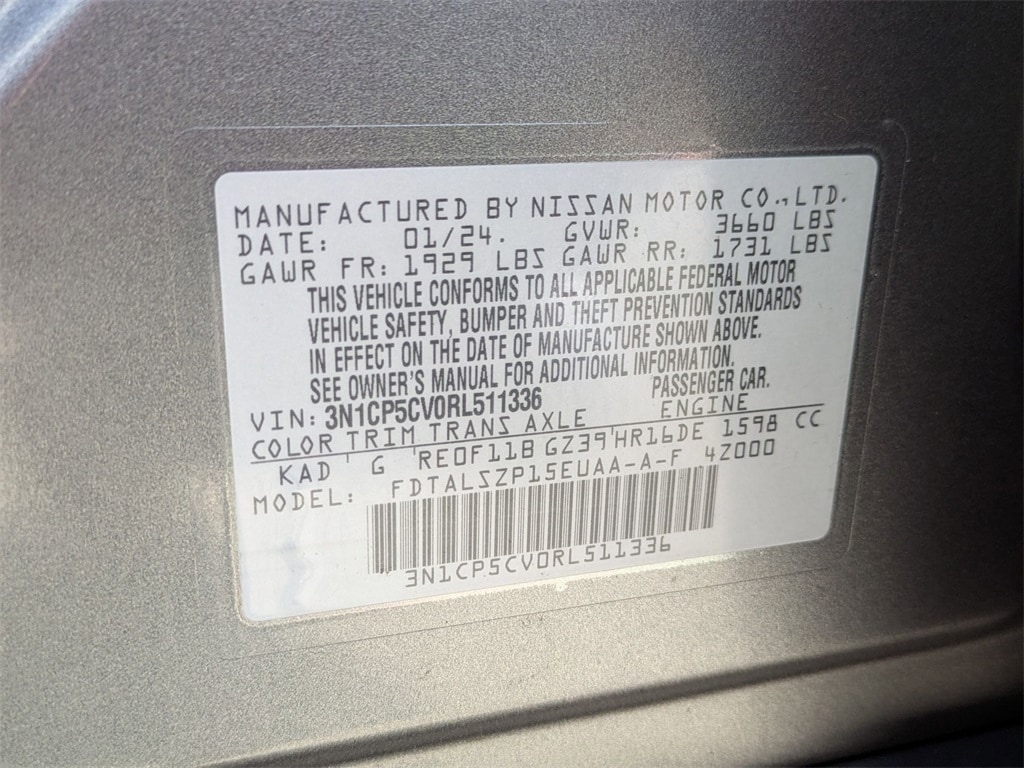 MANUFACTURED BY NISSAN MOTOR CO., LTD.
DATE: 01/24. GVWR: 3660 LBS
GAWR FR: 1929 LBS GAWR RR: 1731 LBS
THIS VEHICLE CONFORMS TO ALL APPLICABLE FEDERAL MOTOR
VEHICLE SAFETY, BUMPER AND THEFT PREVENTION STANDARDS
IN EFFECT ON THE DATE OF MANUFACTURE SHOWN ABOVE.
SEE OWNER'S MANUAL FOR ADDITIONAL INFORMATION.
VIN: 3N1CP5CV0RL511336 PASSENGER CAR.
COLOR TRIM TRANS AXLE ENGINE
KAD G RE0F11B GZ39 HR16DE 1598 CC
MODEL: FDTALSZP15EUAA-A-F 4Z000
3N1CP5CV0RL511336